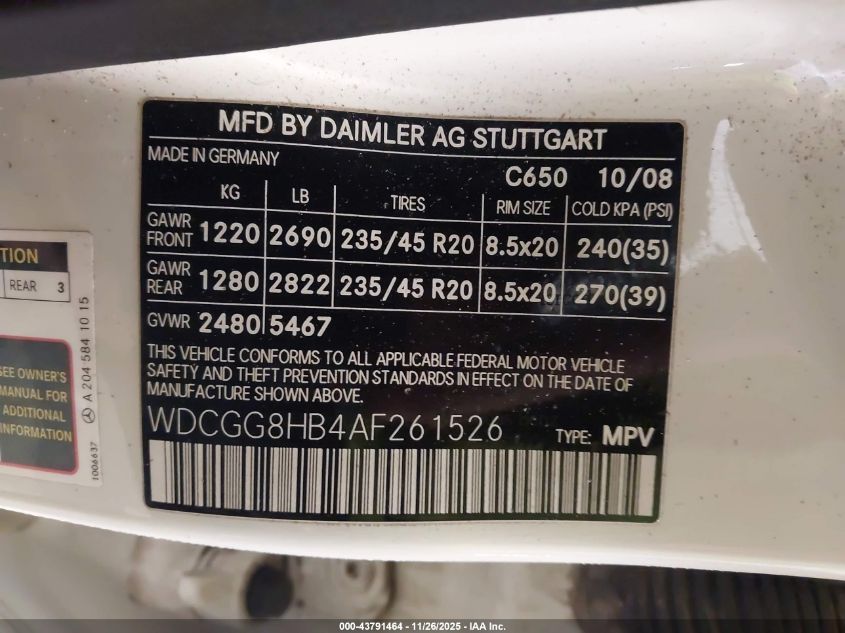 MFD BY DAIMLER AG STUTTGART
MADE IN GERMANY
C650 10/08
KG LB TIRES RIM SIZE COLD KPA (PSI)
GAWR FRONT 1220 2690 235/45 R20 8.5x20 240(35)
GAWR REAR 1280 2822 235/45 R20 8.5x20 270(39)
GVWR 2480 5467
THIS VEHICLE CONFORMS TO ALL APPLICABLE FEDERAL MOTOR VEHICLE
SAFETY AND THEFT PREVENTION STANDARDS IN EFFECT ON THE DATE OF
MANUFACTURE SHOWN ABOVE.
WDCGG8HB4AF261526 TYPE: MPV
TION
REAR 3
SEE OWNER'S
MANUAL FOR
ADDITIONAL
INFORMATION
A 204 584 10 15
1006637
000-43791464 | 11/26/2025 - IAA Inc.